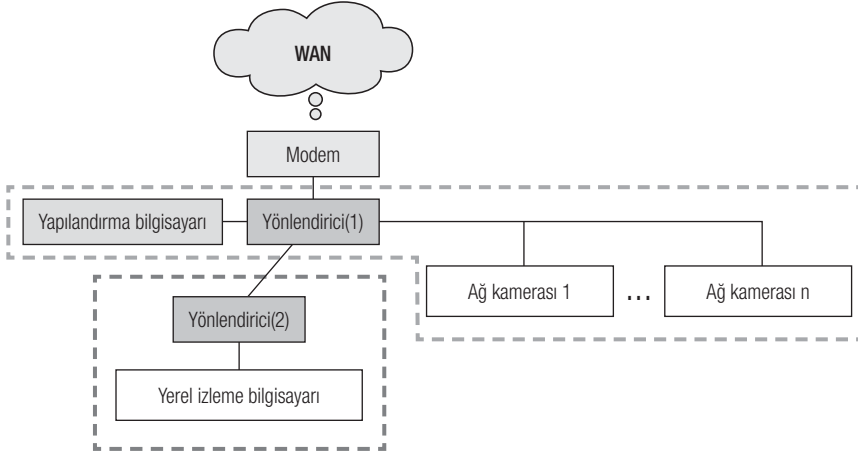 WAN
Modem
Yapılandırma bilgisayarı
Yönlendirici(1)
Ağ kamerası 1
...
Ağ kamerası n
Yönlendirici(2)
Yerel izleme bilgisayarı